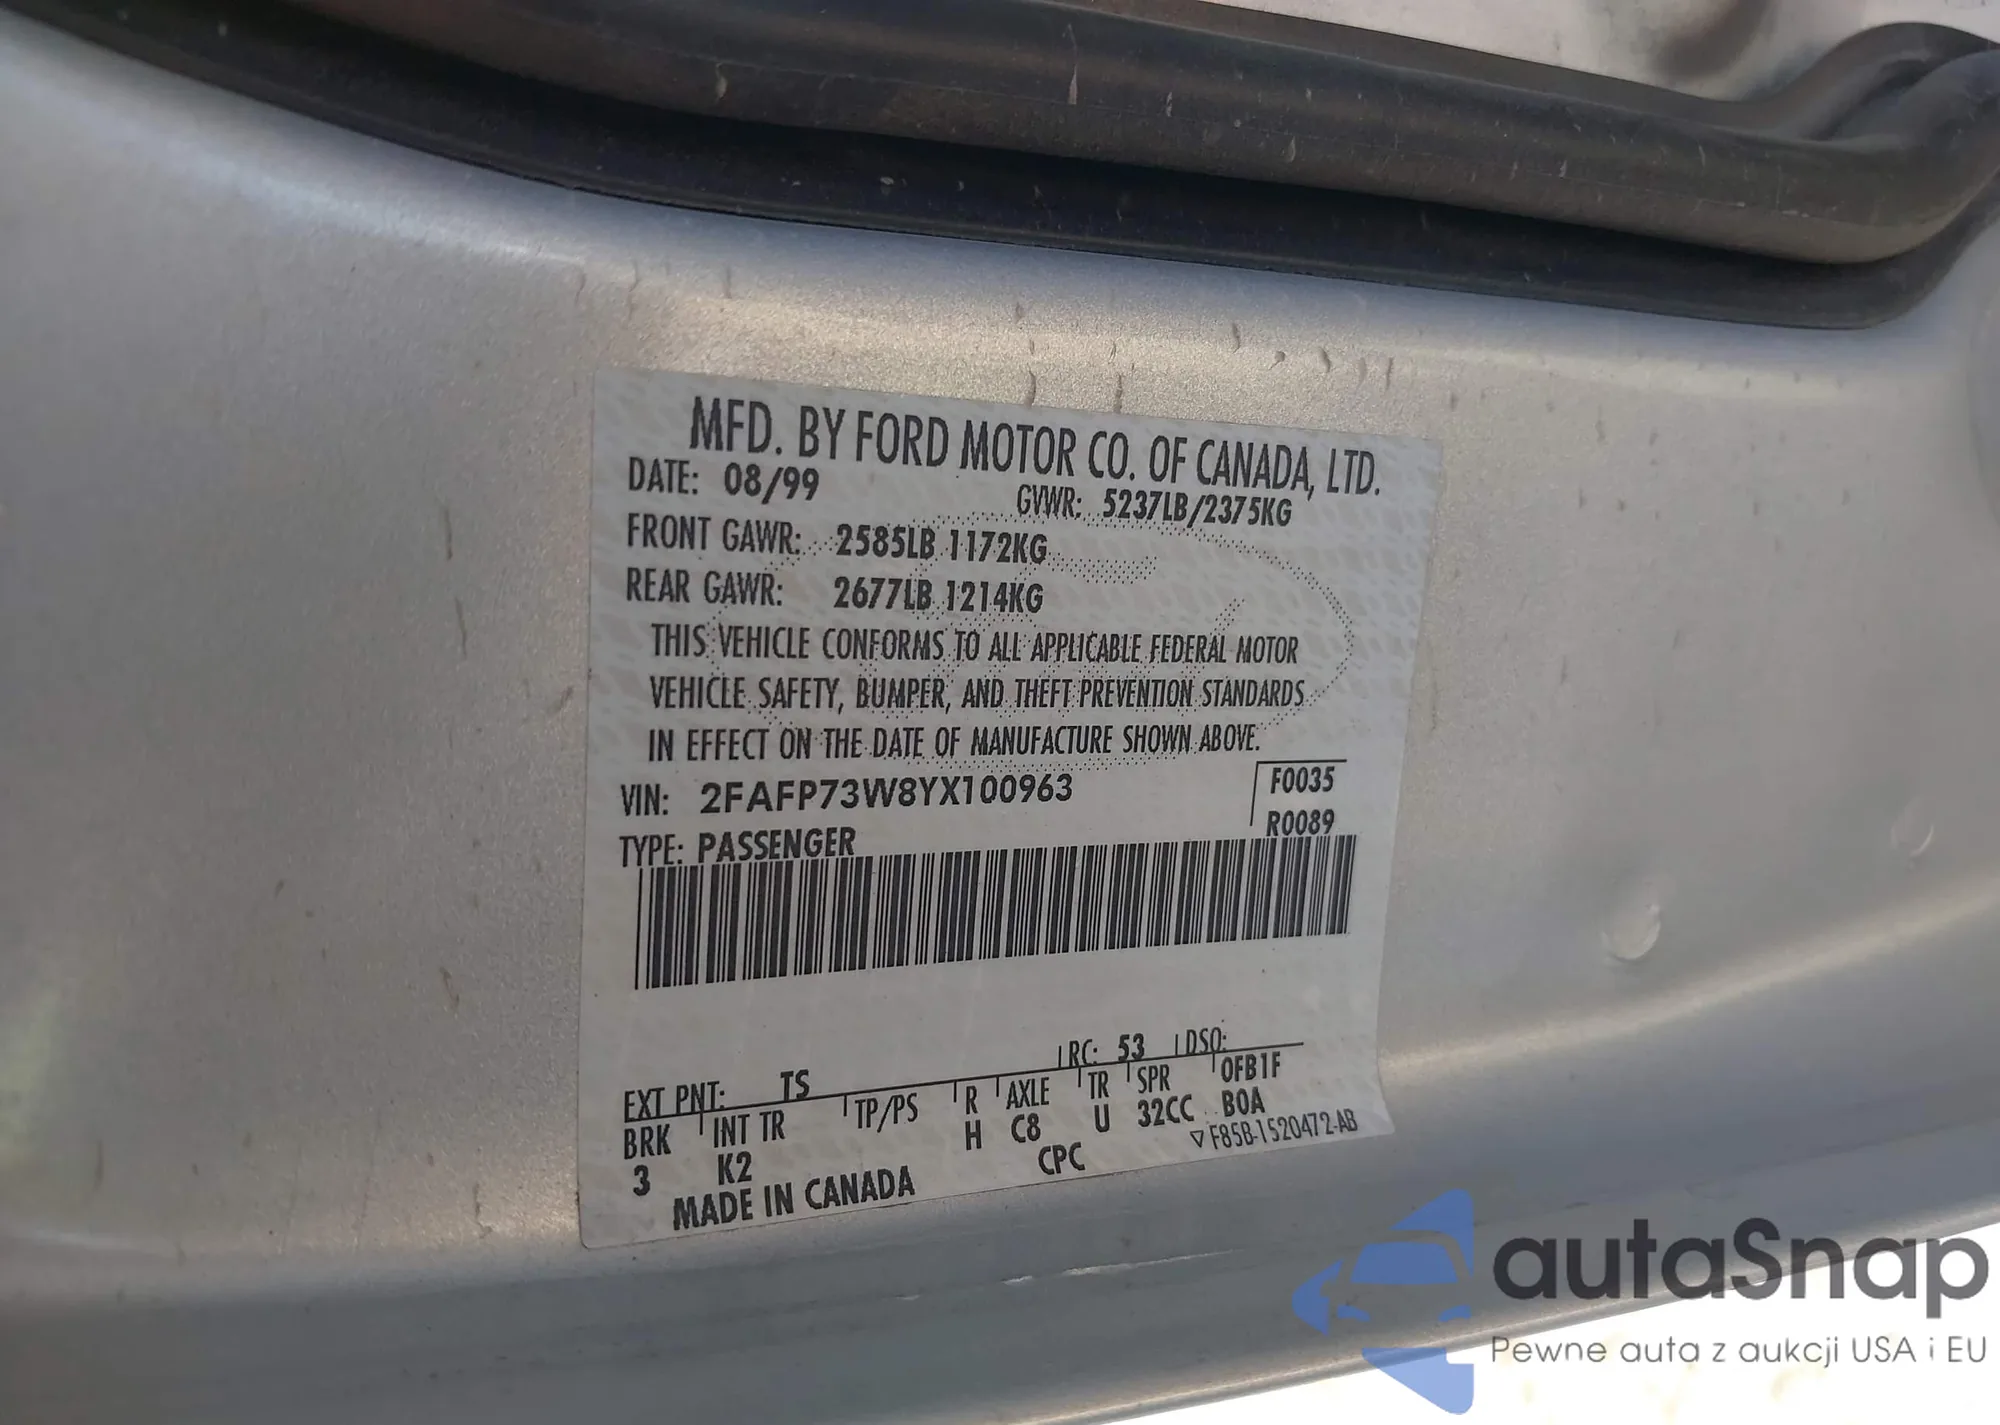 MFD. BY FORD MOTOR CO. OF CANADA, LTD.
DATE: 08/99 GVWR: 5237LB/2375KG
FRONT GAWR: 2585LB 1172KG
REAR GAWR: 2677LB 1214KG
THIS VEHICLE CONFORMS TO ALL APPLICABLE FEDERAL MOTOR
VEHICLE SAFETY, BUMPER, AND THEFT PREVENTION STANDARDS
IN EFFECT ON THE DATE OF MANUFACTURE SHOWN ABOVE.
VIN: 2FAFP73W8YX100963 F0035
TYPE: PASSENGER R0089
EXT PNT: TS RC: 53 DSO:
BRK INT TR TP/PS R AXLE TR SPR 0FB1F
3 K2 H C8 U 32CC B0A
MADE IN CANADA CPC ▽ F85B-1520472-AB
autaSnap
Pewne auta z aukcji USA i EU